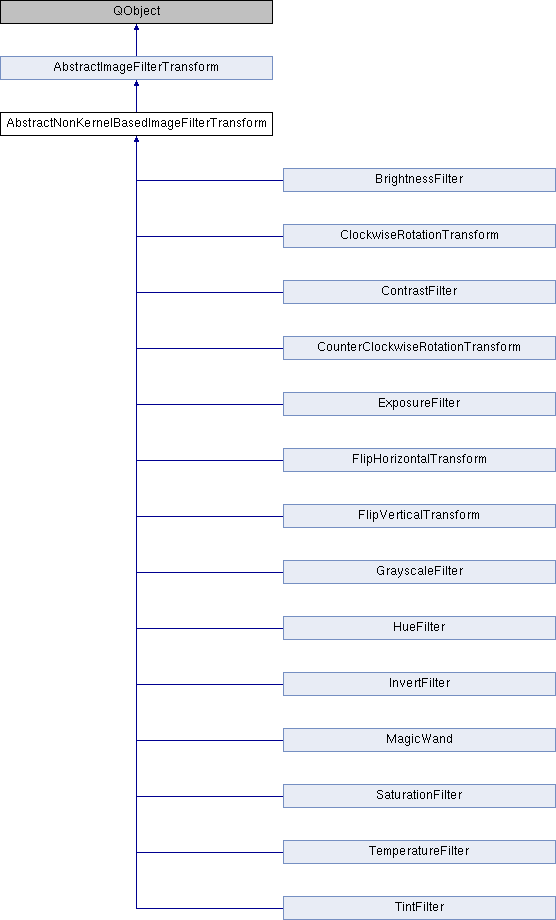 QObject
AbstractImageFilterTransform
AbstractNonKernelBasedImageFilterTransform
BrightnessFilter
ClockwiseRotationTransform
ContrastFilter
CounterClockwiseRotationTransform
ExposureFilter
FlipHorizontalTransform
FlipVerticalTransform
GrayscaleFilter
HueFilter
InvertFilter
MagicWand
SaturationFilter
TemperatureFilter
TintFilter